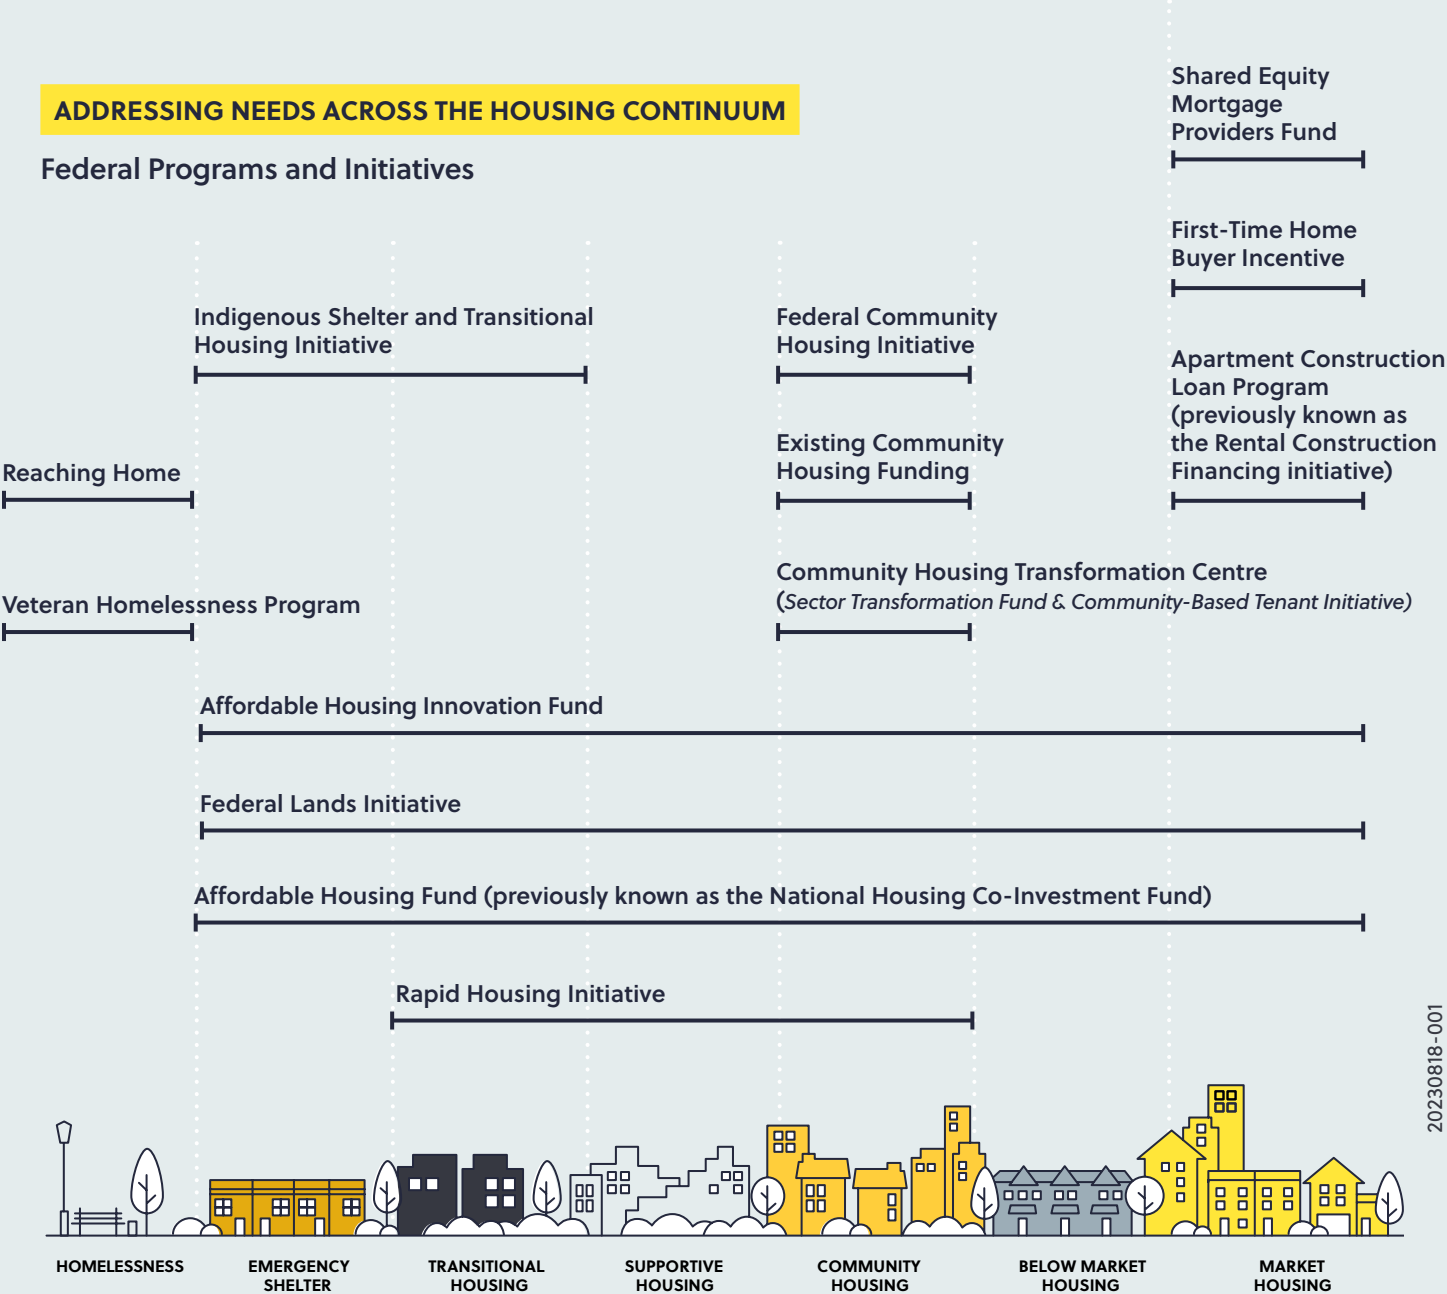 ADDRESSING NEEDS ACROSS THE HOUSING CONTINUUM
Federal Programs and Initiatives
Shared Equity
Mortgage
Providers Fund
First-Time Home
Buyer Incentive
Indigenous Shelter and Transitional
Housing Initiative
Federal Community
Housing Initiative
Apartment Construction
Loan Program
(previously known as
the Rental Construction
Financing initiative)
Existing Community
Housing Funding
Reaching Home
Community Housing Transformation Centre
(Sector Transformation Fund & Community-Based Tenant Initiative)
Veteran Homelessness Program
Affordable Housing Innovation Fund
Federal Lands Initiative
Affordable Housing Fund (previously known as the National Housing Co-Investment Fund)
Rapid Housing Initiative
20230818-001
HOMELESSNESS
EMERGENCY
SHELTER
TRANSITIONAL
HOUSING
SUPPORTIVE
HOUSING
COMMUNITY
HOUSING
BELOW MARKET
HOUSING
MARKET
HOUSING